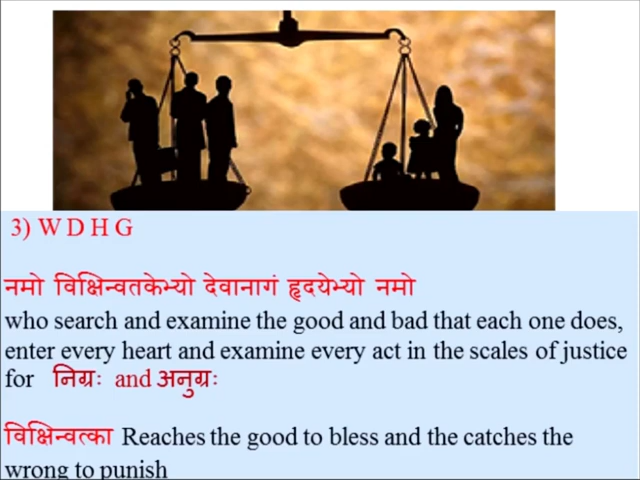 3) W D H G
नमो विक्षिन्वतकेभ्यो देवानागं हृदयेभ्यो नमो
who search and examine the good and bad that each one does,
enter every heart and examine every act in the scales of justice
for निग्रः and अनुग्रः
विक्षिन्वत्का Reaches the good to bless and the catches the
wrong to punish